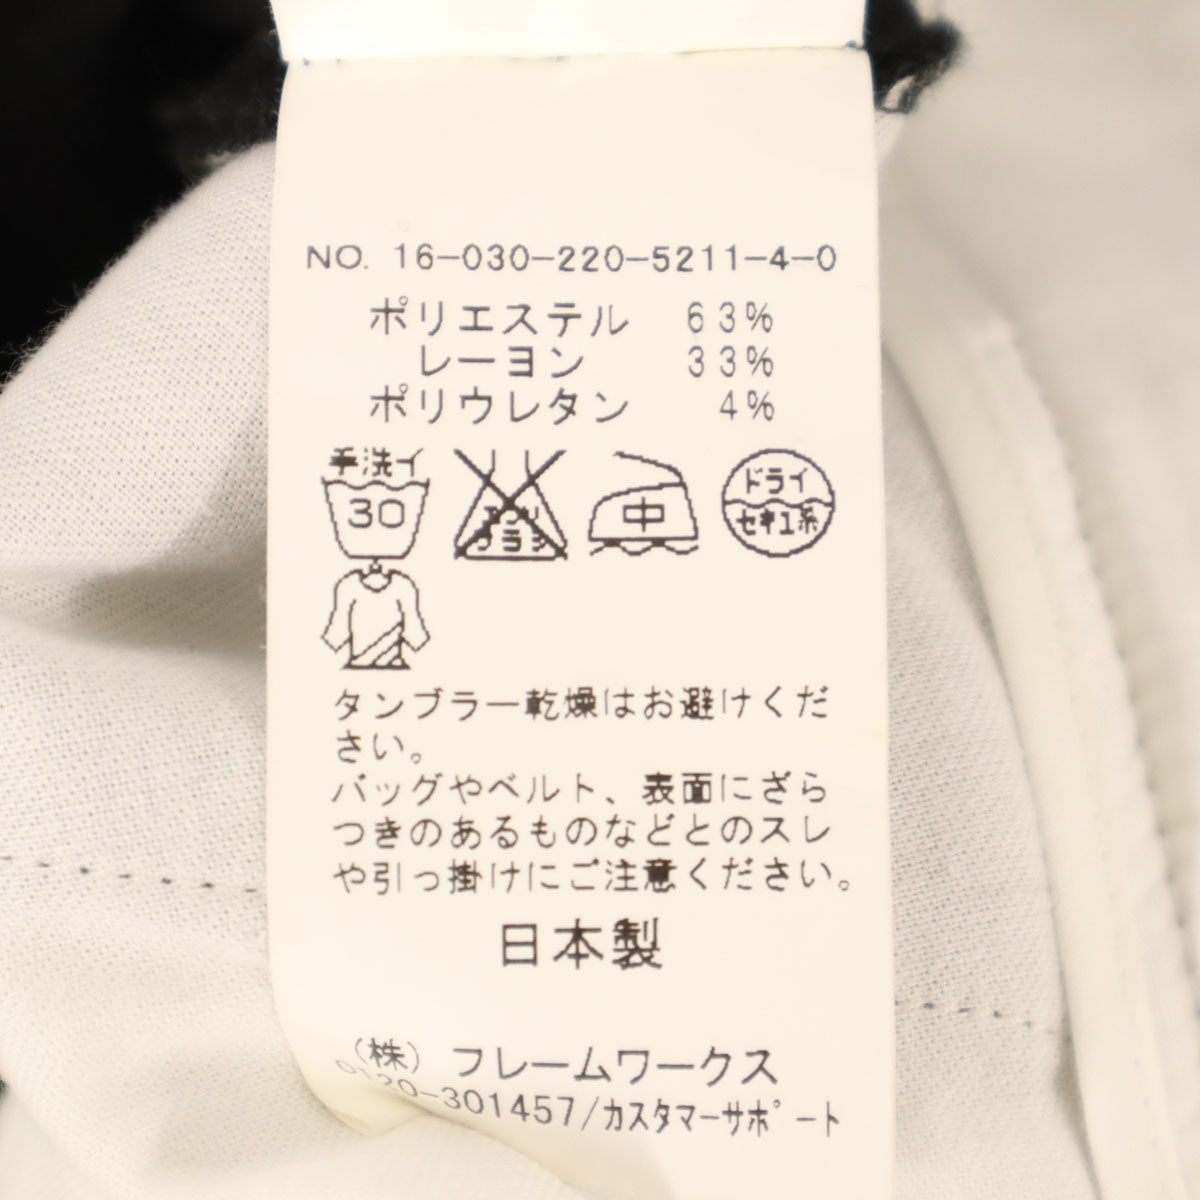 NO. 16-030-220-5211-4-0
ポリエステル 63%
レーヨン 33%
ポリウレタン 4%
手洗イ
30
エンソ
サラシ
中
ドライ
セキユ系
タンブラー乾燥はお避けくだ
さい。
バッグやベルト、表面にざら
つきのあるものなどとのスレ
や引っ掛けにご注意ください。
日本製
(株) フレームワークス
0120-301457/カスタマーサポート